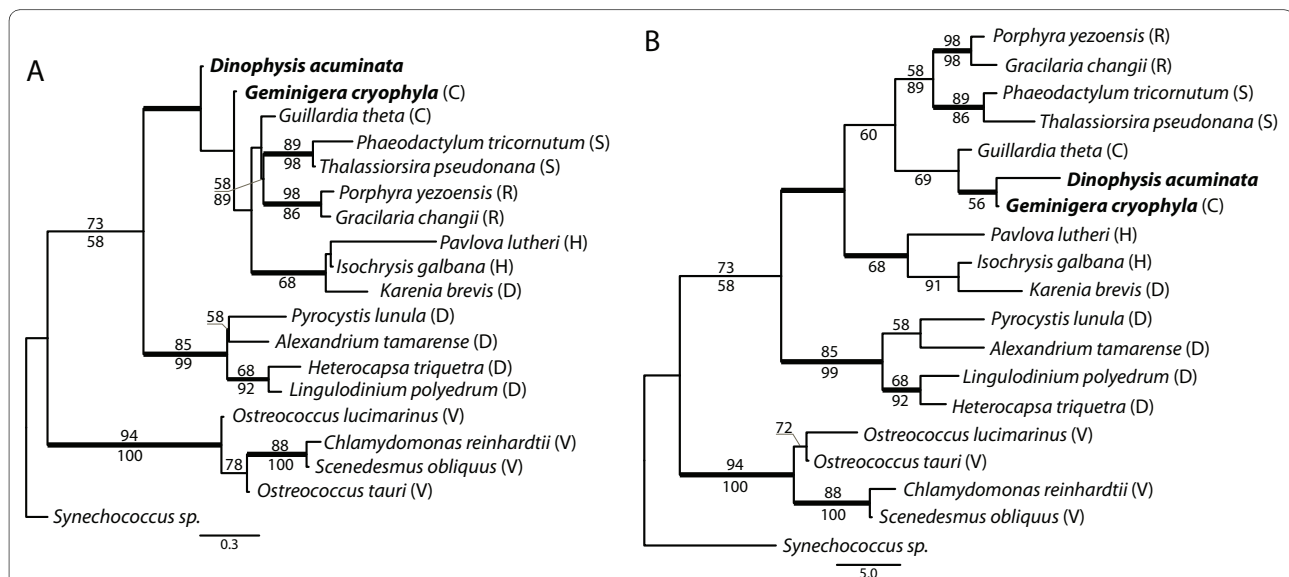 A
Dinophysis acuminata
Geminigera cryophyla (C)
Guillardia theta (C)
89
Phaeodactylum tricornutum (S)
98
Thalassiorsira pseudonana (S)
58
89
98
Porphyra yezoensis (R)
86
Gracilaria changii (R)
73
58
Pavlova lutheri (H)
68
Isochrysis galbana (H)
Karenia brevis (D)
58
Pyrocystis lunula (D)
85
99
Alexandrium tamarense (D)
68
Heterocapsa triquetra (D)
92
Lingulodinium polyedrum (D)
Ostreococcus lucimarinus (V)
94
100
88
Chlamydomonas reinhardtii (V)
78
100
Scenedesmus obliquus (V)
Ostreococcus tauri (V)
Synechococcus sp.
0.3
B
98
Porphyra yezoensis (R)
98
Gracilaria changii (R)
58
89
89
Phaeodactylum tricornutum (S)
86
Thalassiorsira pseudonana (S)
60
Guillardia theta (C)
69
Dinophysis acuminata
56
Geminigera cryophyla (C)
Pavlova lutheri (H)
68
Isochrysis galbana (H)
91
Karenia brevis (D)
73
58
58
Pyrocystis lunula (D)
85
99
Alexandrium tamarense (D)
68
Lingulodinium polyedrum (D)
92
Heterocapsa triquetra (D)
72
Ostreococcus lucimarinus (V)
94
100
Ostreococcus tauri (V)
88
Chlamydomonas reinhardtii (V)
100
Scenedesmus obliquus (V)
Synechococcus sp.
5.0